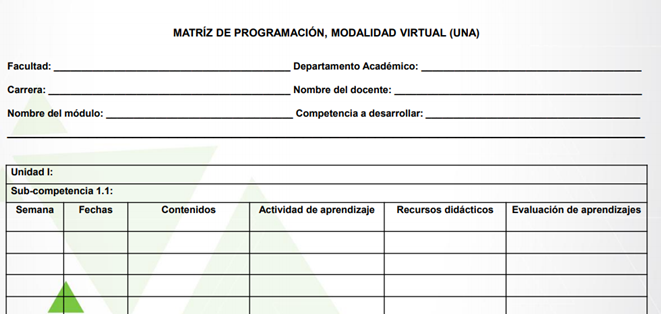 MATRÍZ DE PROGRAMACIÓN, MODALIDAD VIRTUAL (UNA)
Facultad: Departamento Académico:
Carrera: Nombre del docente:
Nombre del módulo: Competencia a desarrollar:
Unidad I:
Sub-competencia 1.1:
Semana Fechas Contenidos Actividad de aprendizaje Recursos didácticos Evaluación de aprendizajes